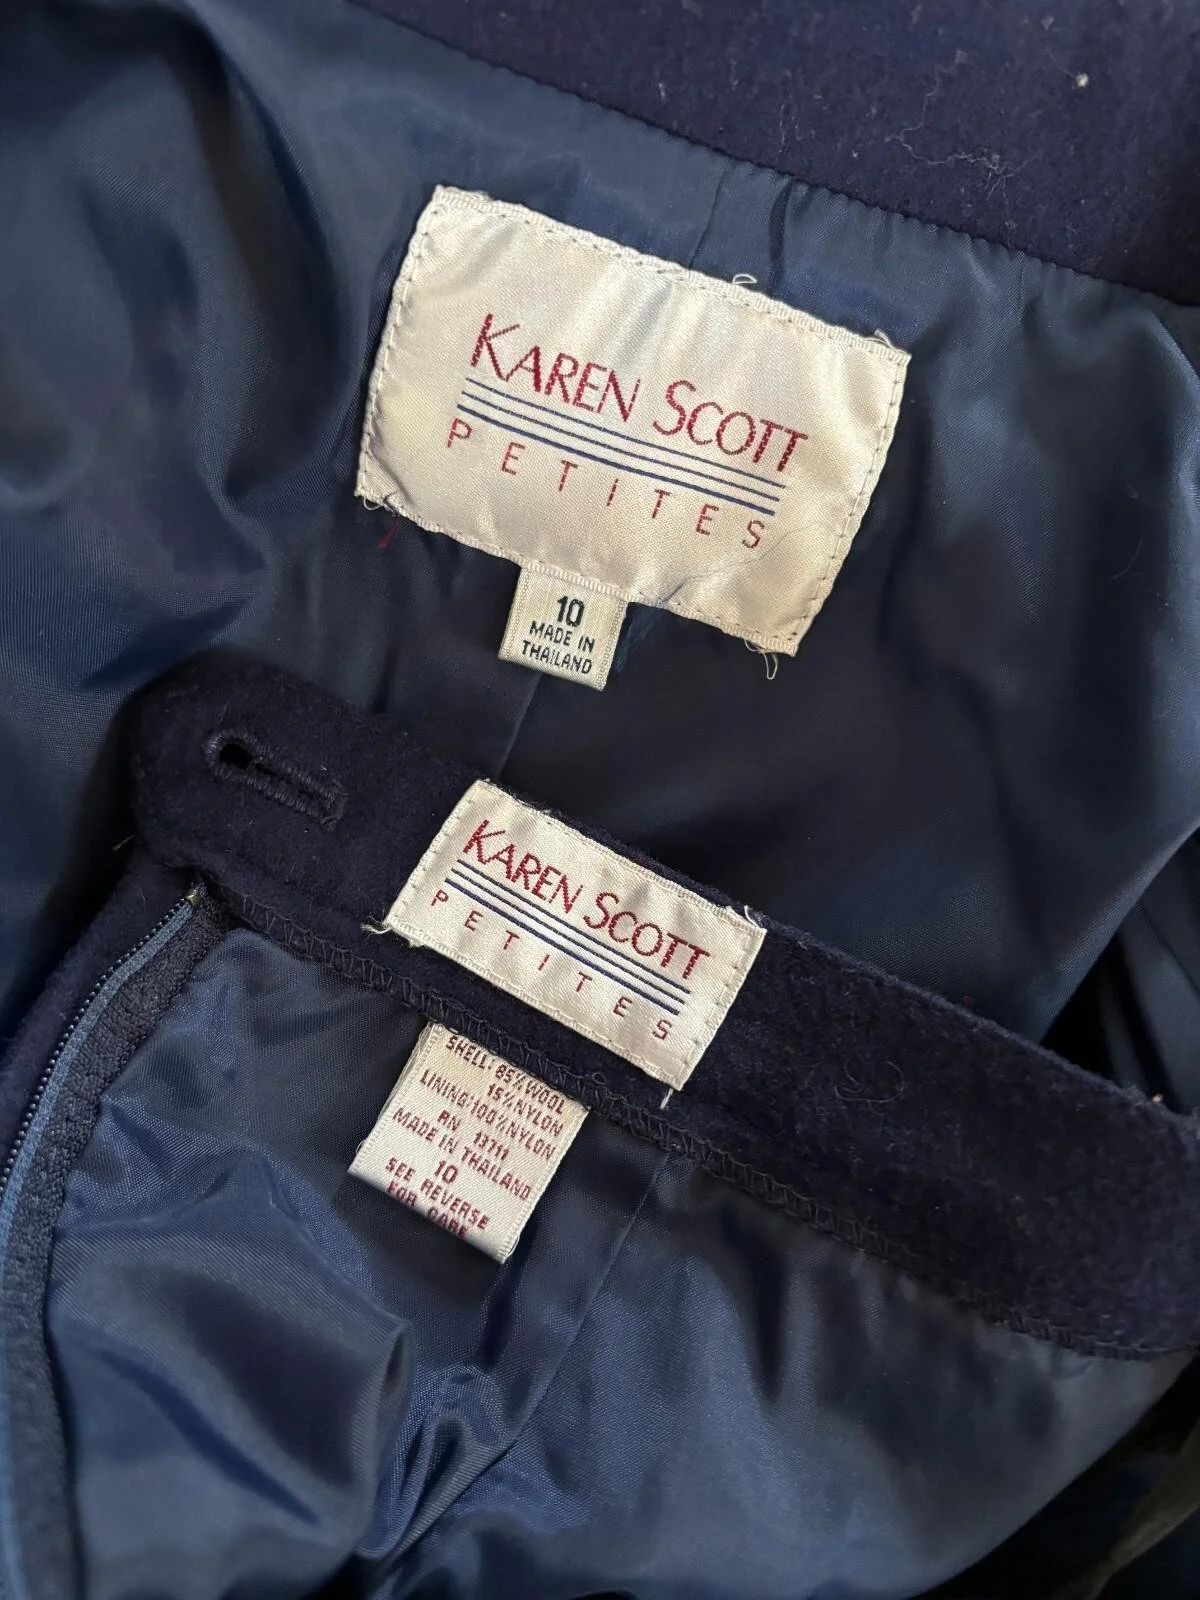 KAREN SCOTT
PETITES
10
MADE IN
THAILAND
KAREN SCOTT
PETITES
SHELL: 85% WOOL
15% NYLON
LINING: 100% NYLON
RN 13711
MADE IN THAILAND
10
SEE REVERSE
FOR CARE